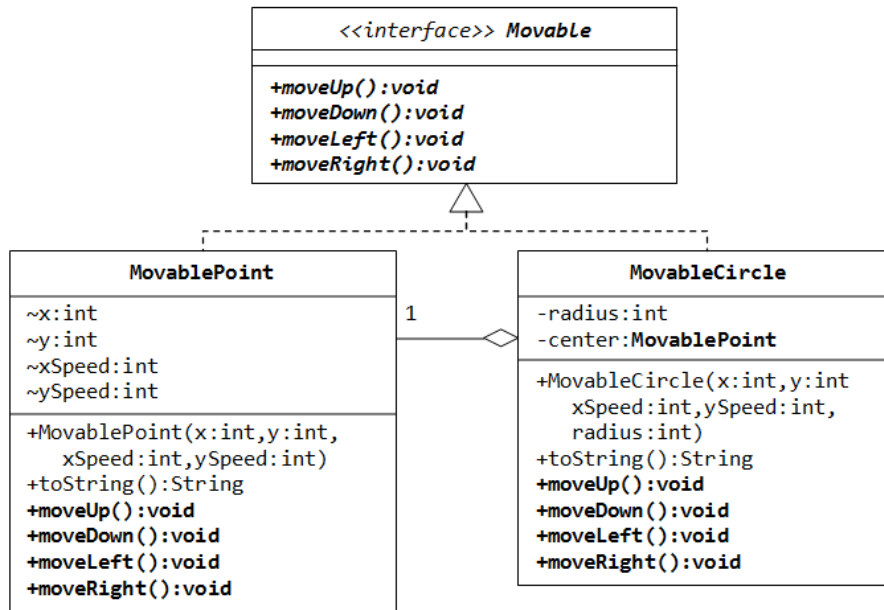 <<interface>> Movable
+moveUp():void
+moveDown():void
+moveLeft():void
+moveRight():void
MovablePoint
~x:int
~y:int
~xSpeed:int
~ySpeed:int
+MovablePoint(x:int,y:int,
xSpeed:int,ySpeed:int)
+toString():String
+moveUp():void
+moveDown():void
+moveLeft():void
+moveRight():void
1
MovableCircle
-radius:int
-center:MovablePoint
+MovableCircle(x:int,y:int
xSpeed:int,ySpeed:int,
radius:int)
+toString():String
+moveUp():void
+moveDown():void
+moveLeft():void
+moveRight():void